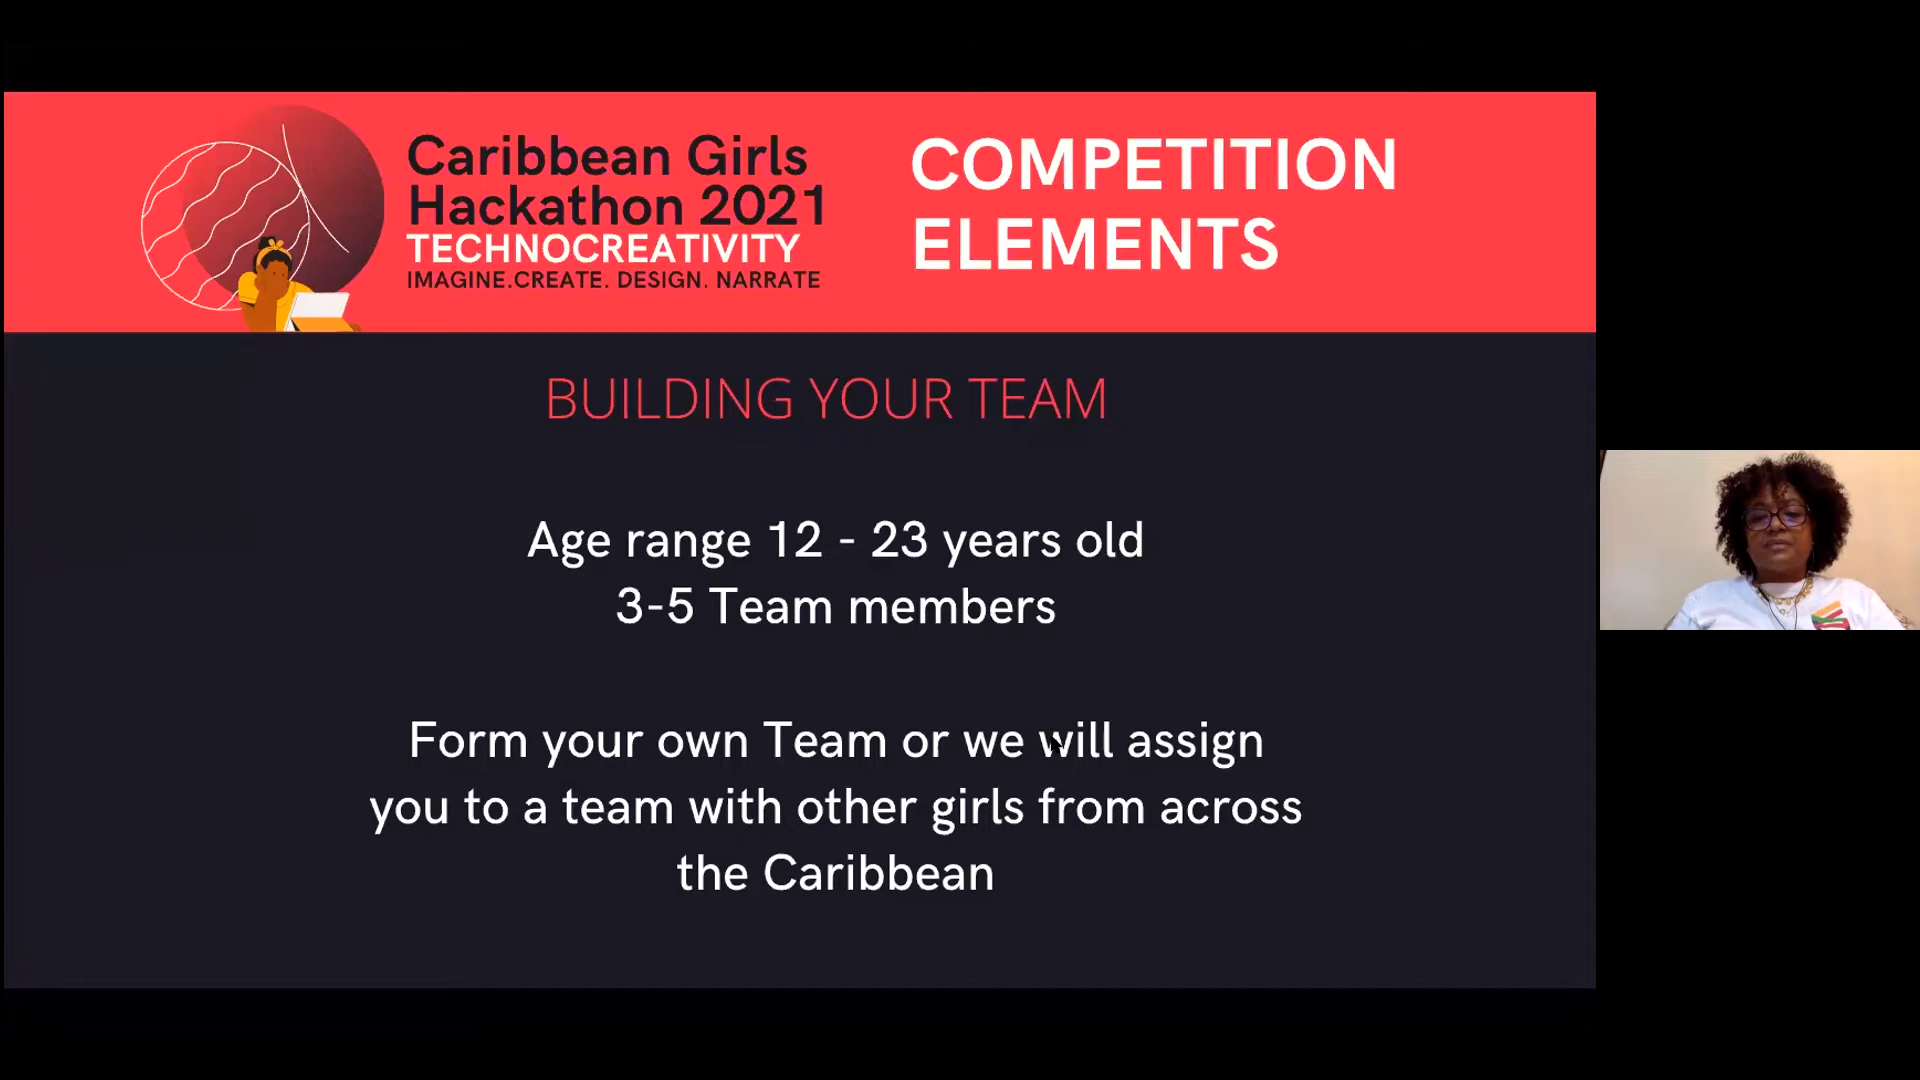 Caribbean Girls
Hackathon 2021
TECHNOCREATIVITY
IMAGINE.CREATE. DESIGN. NARRATE
COMPETITION
ELEMENTS
BUILDING YOUR TEAM
Age range 12 - 23 years old
3-5 Team members
Form your own Team or we will assign
you to a team with other girls from across
the Caribbean